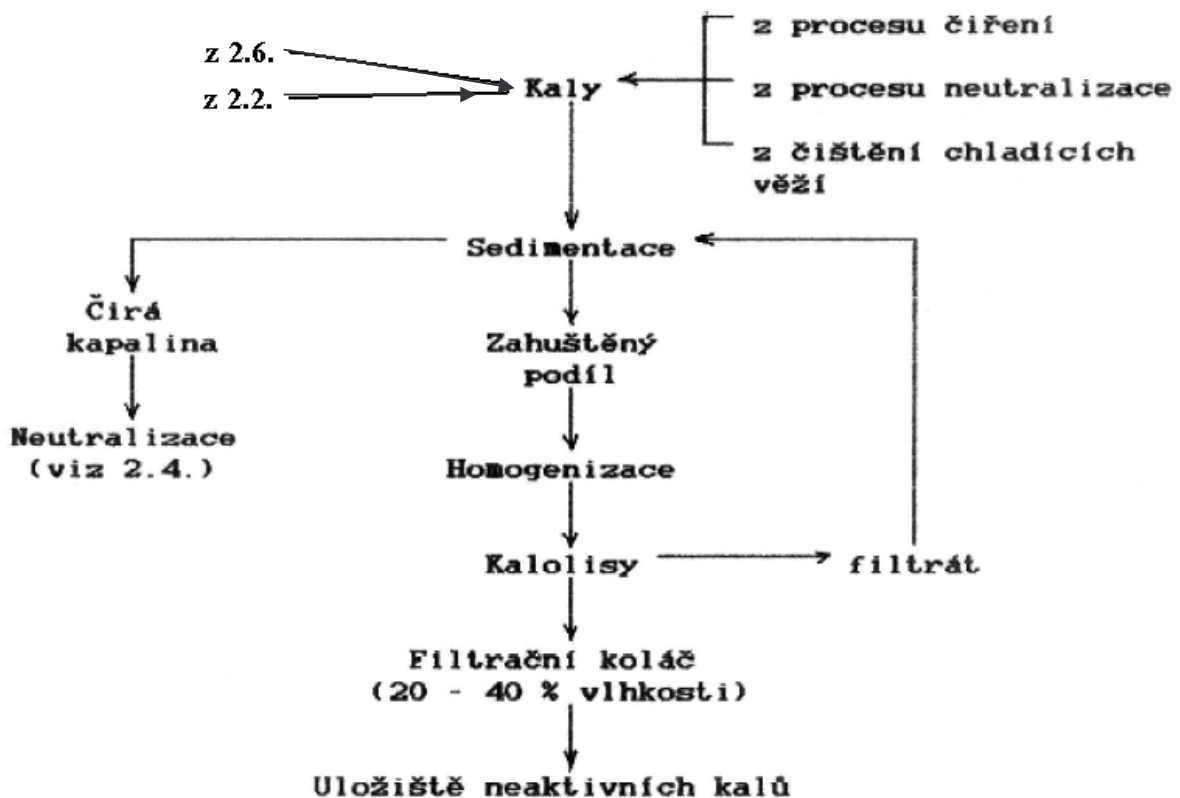 z procesu čiření
z 2.6.
z 2.2.
Kaly
z procesu neutralizace
z čištění chladících
věží
Sedimentace
Čirá
kapalina
Zahuštěný
podíl
Neutralizace
(viz 2.4.)
Homogenizace
Kalolisy
filtrát
Filtrační koláč
(20 - 40 % vlhkosti)
Uložiště neaktivních kalů